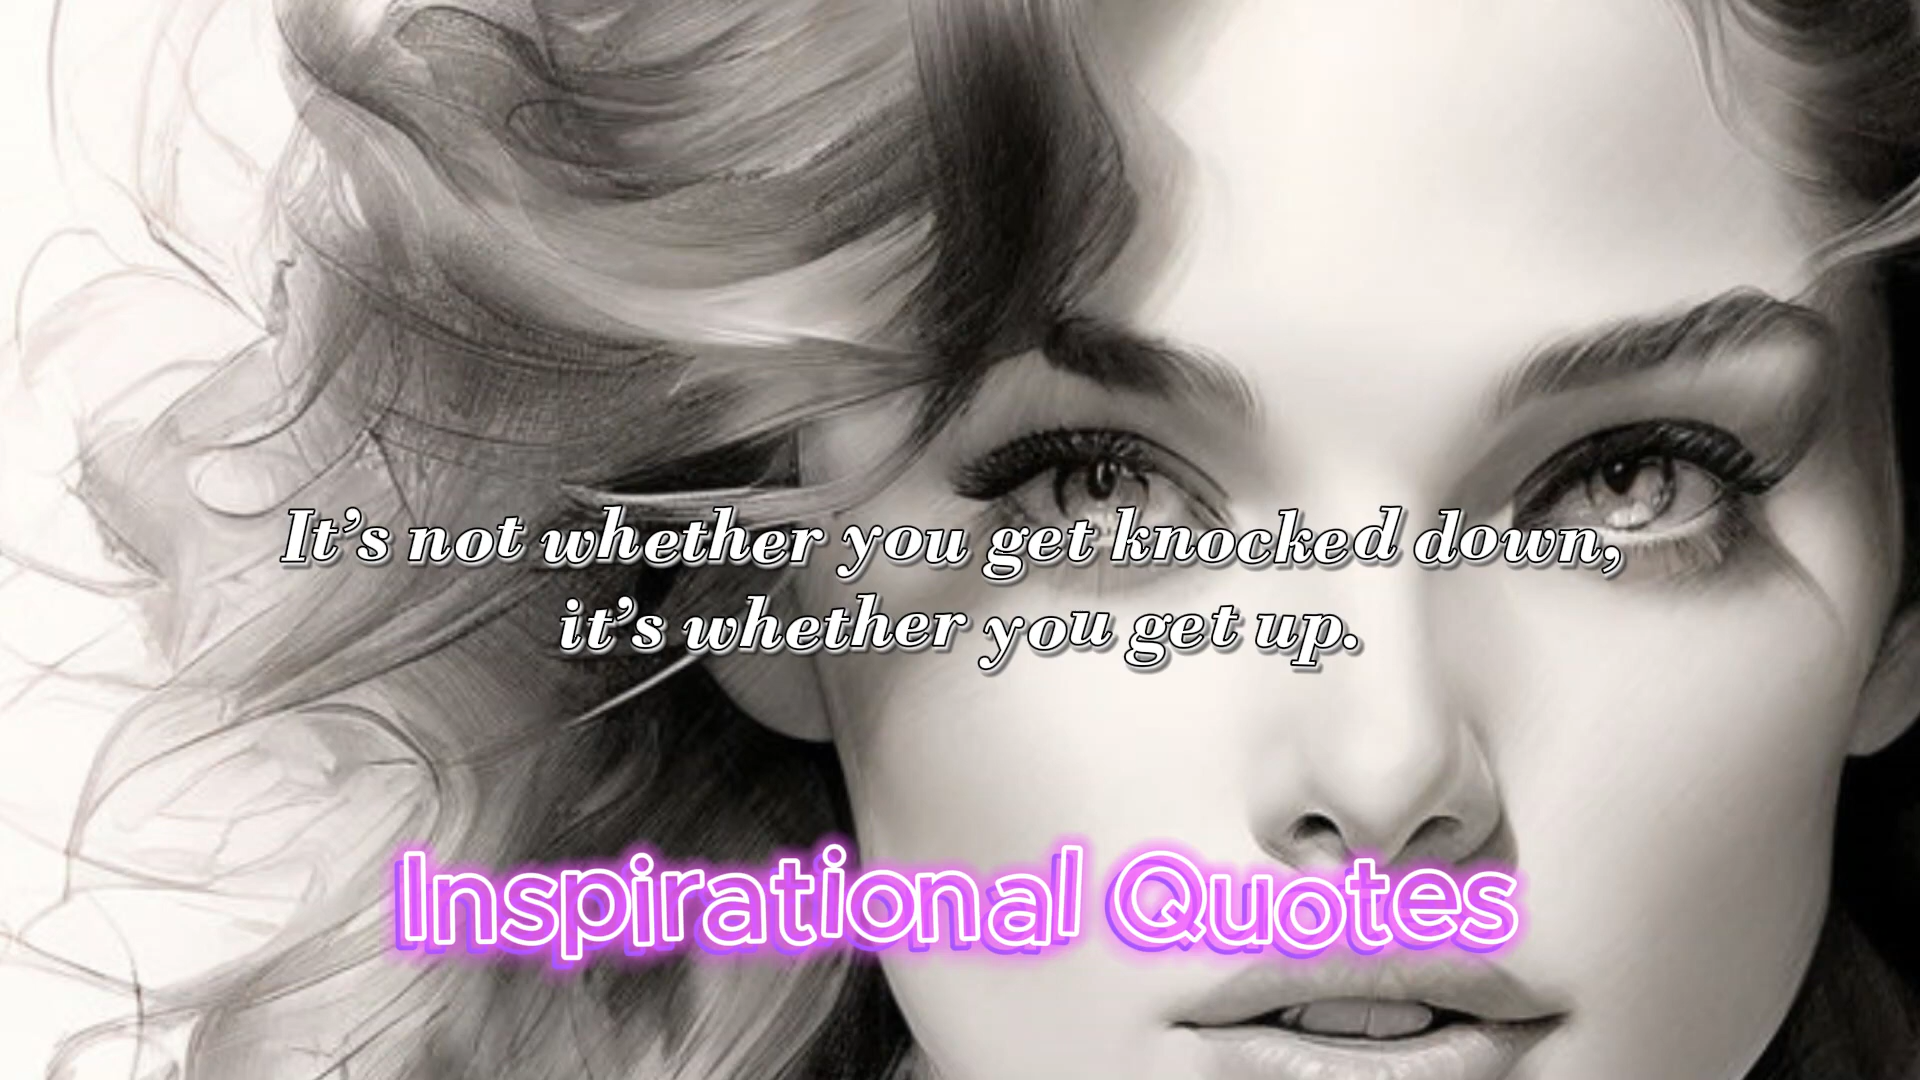 It’s not whether you get knocked down,
it’s whether you get up.
Inspirational Quotes